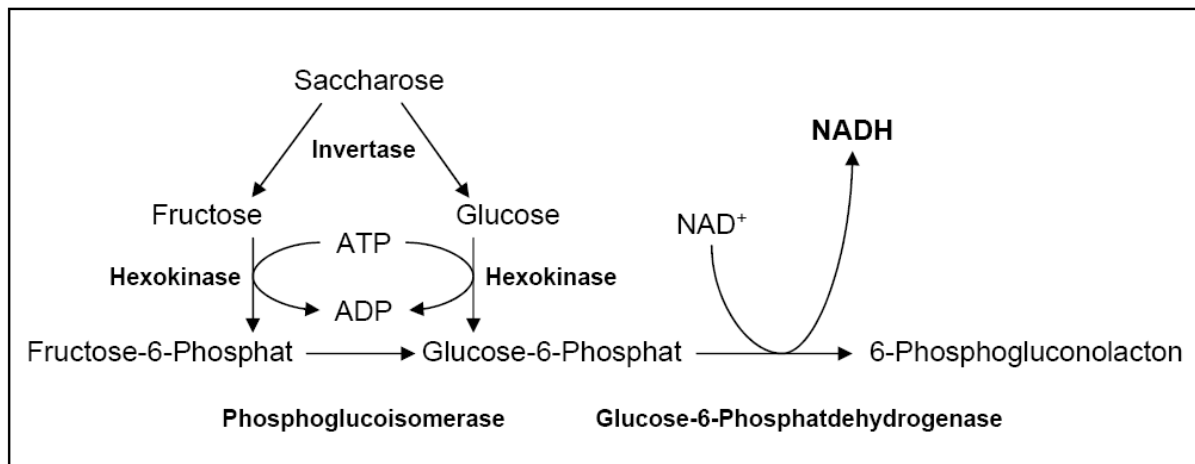 Saccharose
NADH
Invertase
Fructose
Glucose
NAD⁺
ATP
Hexokinase
Hexokinase
ADP
Fructose-6-Phosphat
Glucose-6-Phosphat
6-Phosphogluconolacton
Phosphoglucoisomerase
Glucose-6-Phosphatdehydrogenase